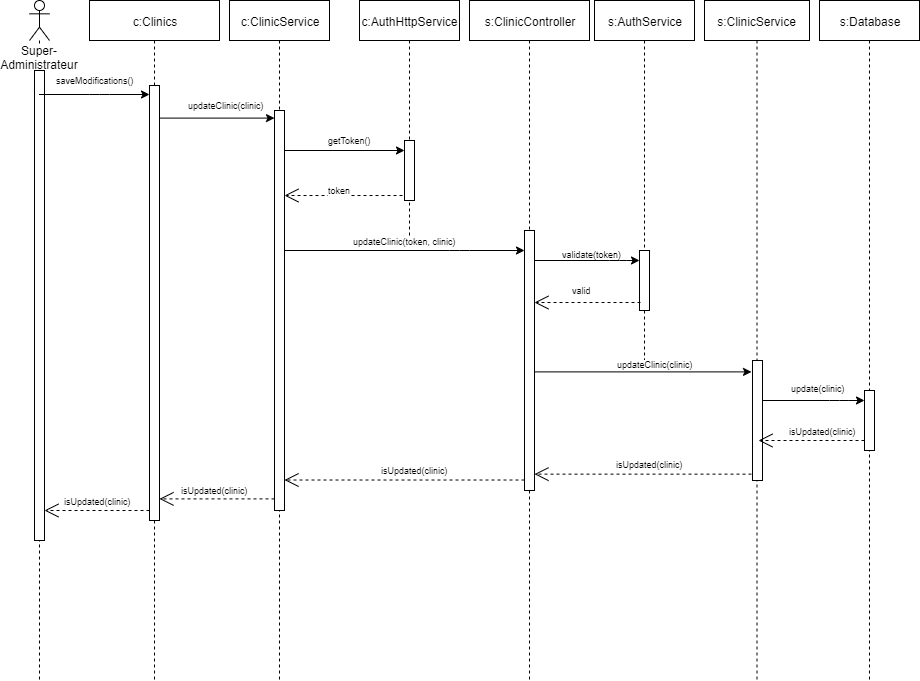 c:Clinics
c:ClinicService
c:AuthHttpService
s:ClinicController
s:AuthService
s:ClinicService
s:Database
Super-
Administrateur
saveModifications()
updateClinic(clinic)
getToken()
token
updateClinic(token, clinic)
validate(token)
valid
updateClinic(clinic)
update(clinic)
isUpdated(clinic)
isUpdated(clinic)
isUpdated(clinic)
isUpdated(clinic)
isUpdated(clinic)